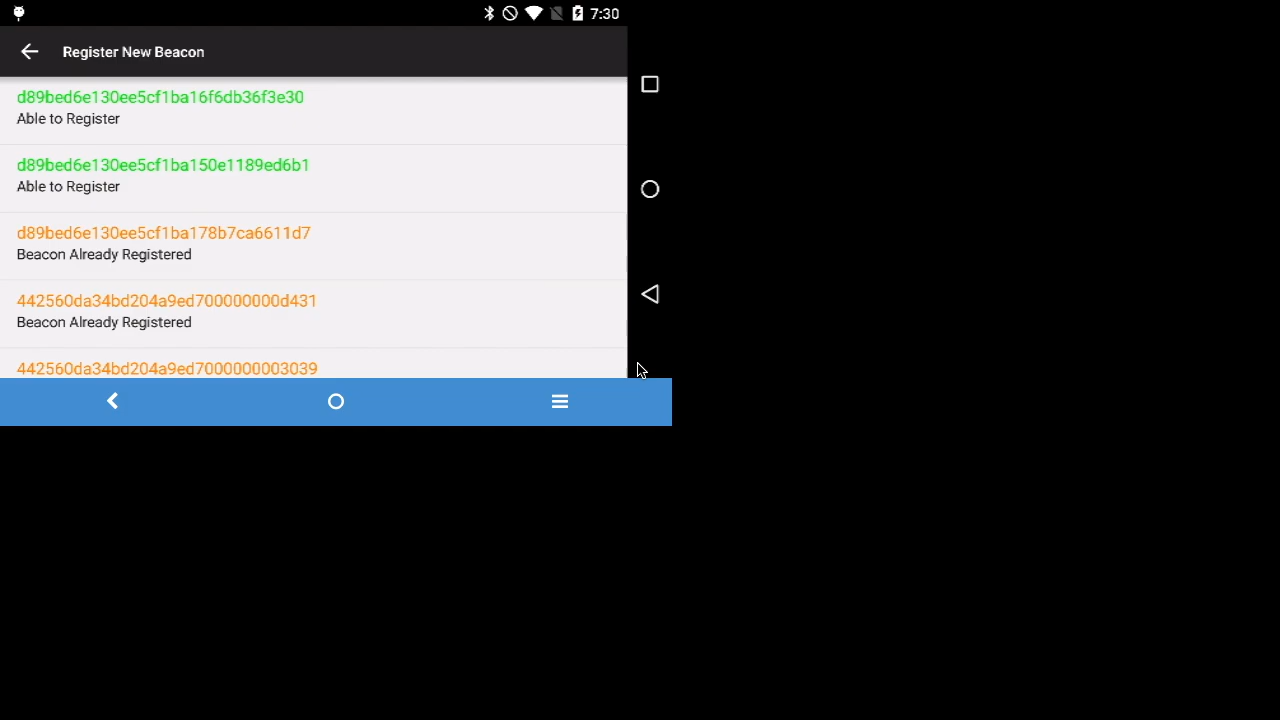 7:30
Register New Beacon
d89bed6e130ee5cf1ba16f6db36f3e30
Able to Register
d89bed6e130ee5cf1ba150e1189ed6b1
Able to Register
d89bed6e130ee5cf1ba178b7ca6611d7
Beacon Already Registered
442560da34bd204a9ed700000000d431
Beacon Already Registered
442560da34bd204a9ed7000000003039